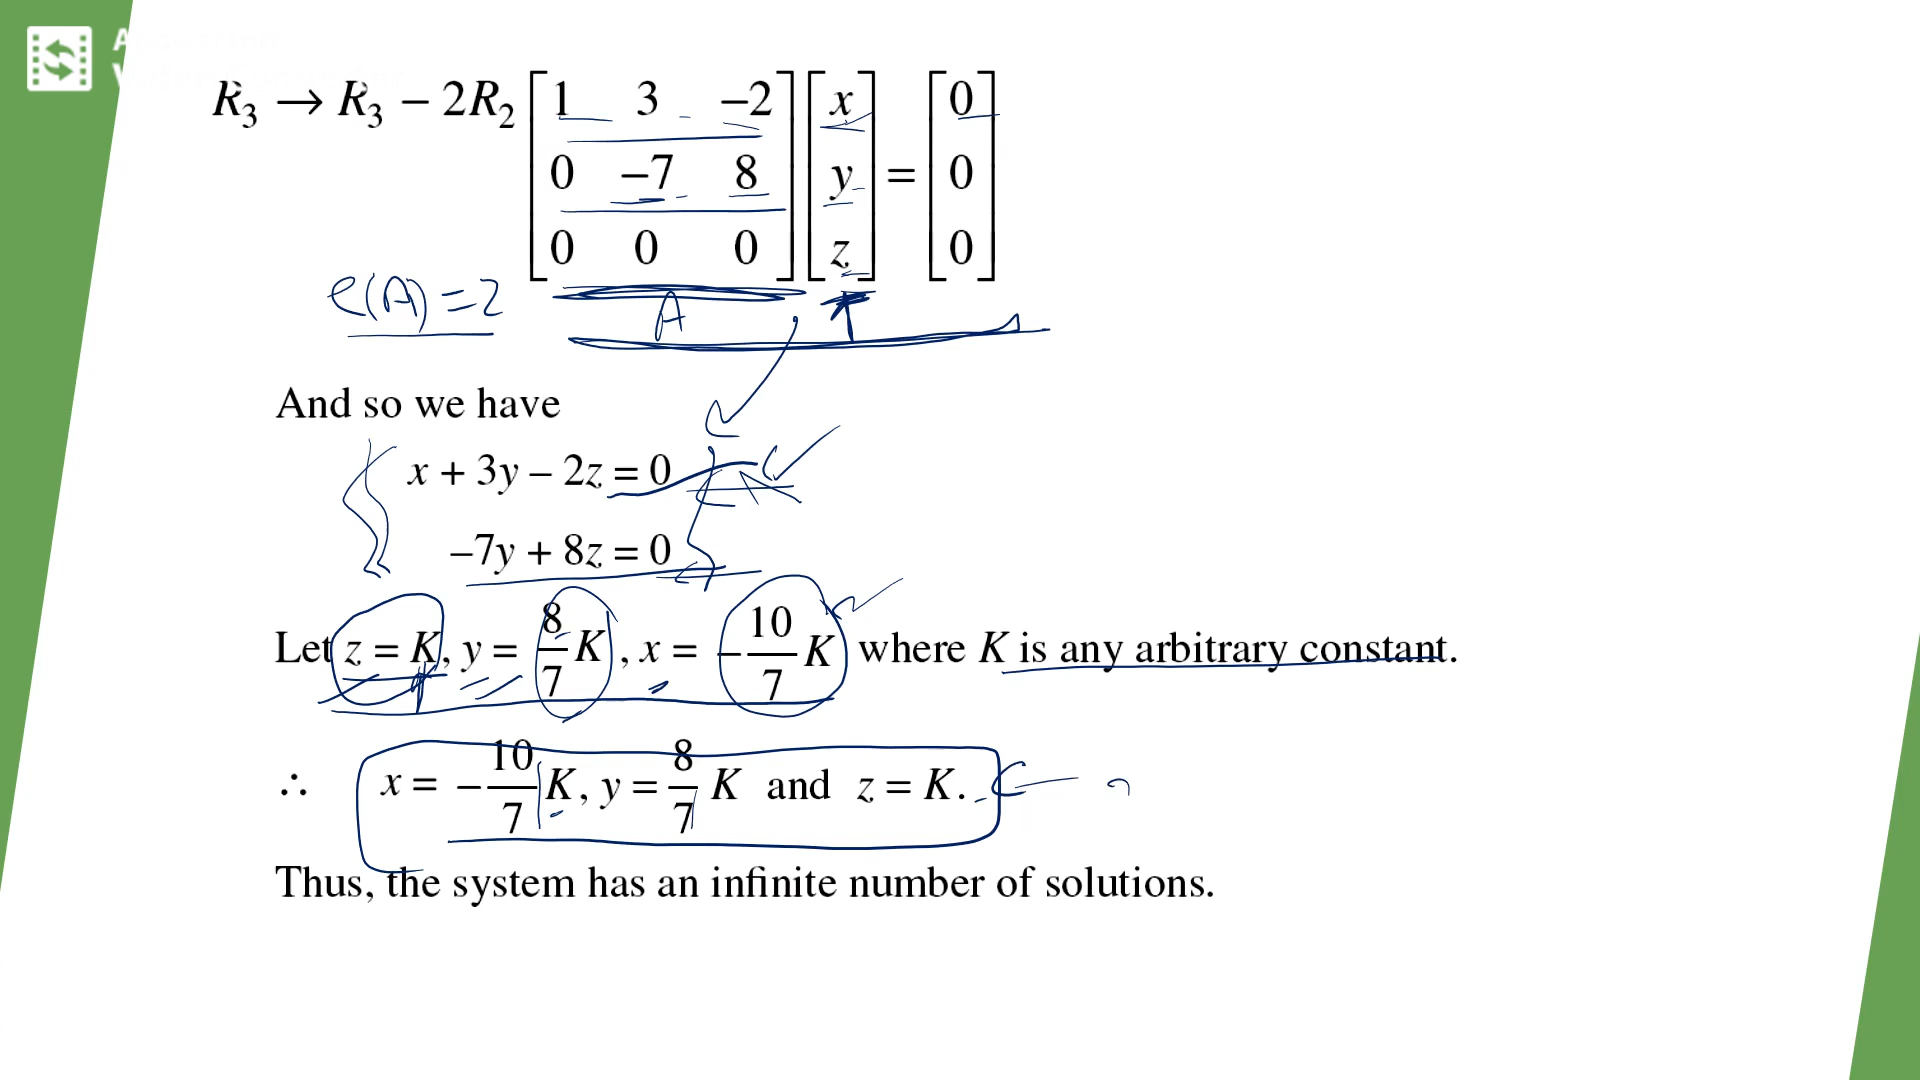 R₃ → R₃ − 2R₂ [1 3 −2; 0 −7 8; 0 0 0] [x; y; z] = [0; 0; 0]
ρ(A) = 2
A
And so we have
x + 3y – 2z = 0
–7y + 8z = 0
Let z = K, y = 8/7 K, x = −10/7 K where K is any arbitrary constant.
∴ x = −10/7 K, y = 8/7 K and z = K.
Thus, the system has an infinite number of solutions.